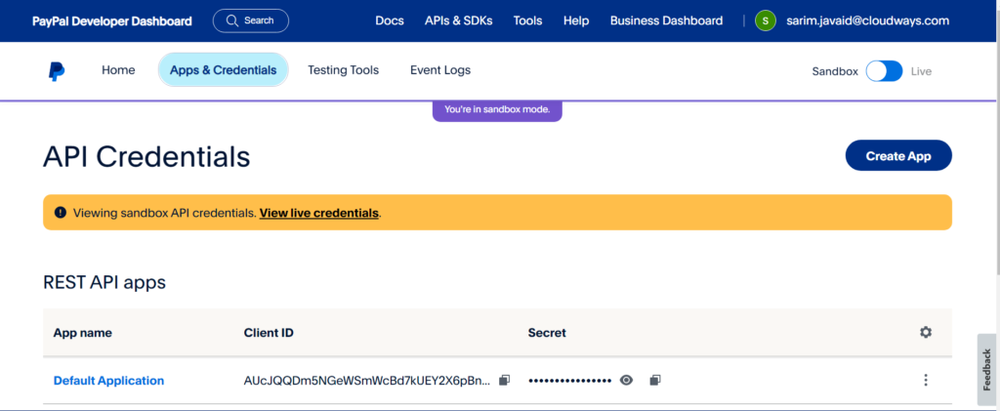 PayPal Developer Dashboard Search Docs APIs & SDKs Tools Help Business Dashboard S sarim.javaid@cloudways.com
Home Apps & Credentials Testing Tools Event Logs Sandbox Live
You're in sandbox mode.
API Credentials Create App
Viewing sandbox API credentials. View live credentials.
REST API apps
App name Client ID Secret
Default Application AUcJQQDm5NGeWSmWcBd7kUEY2X6pBn... ••••••••••••••••
Feedback